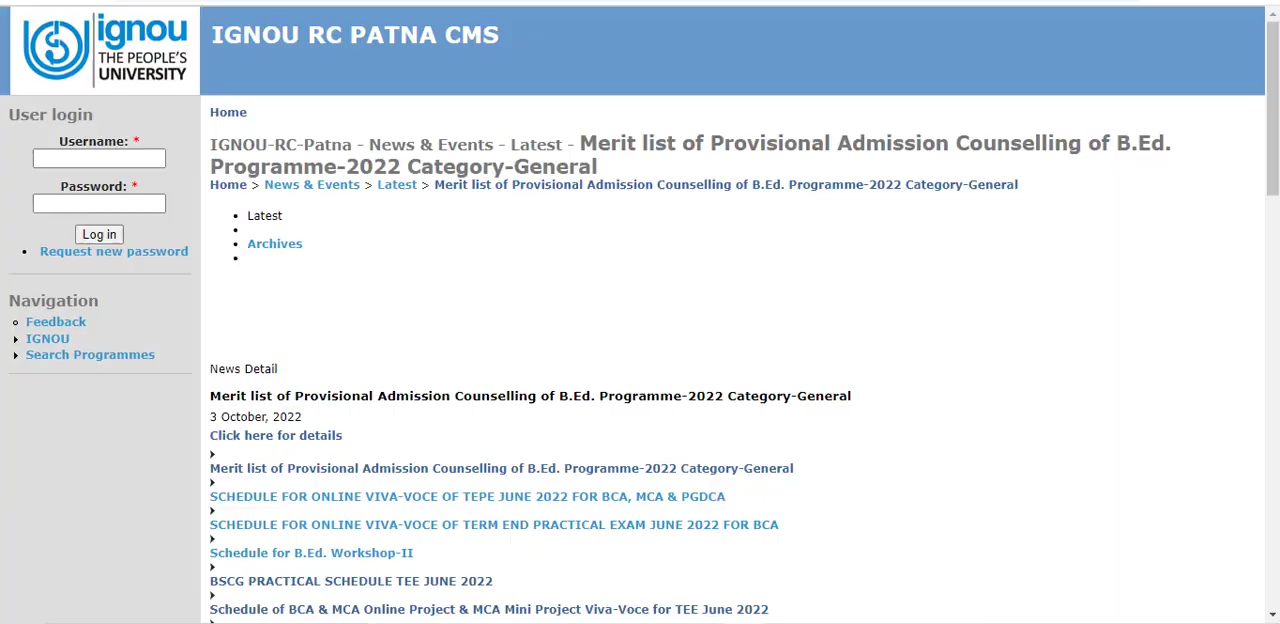 ignou
THE PEOPLE'S
UNIVERSITY
IGNOU RC PATNA CMS
User login
Username: *
Password: *
Log in
Request new password
Navigation
Feedback
IGNOU
Search Programmes
Home
IGNOU-RC-Patna - News & Events - Latest - Merit list of Provisional Admission Counselling of B.Ed.
Programme-2022 Category-General
Home > News & Events > Latest > Merit list of Provisional Admission Counselling of B.Ed. Programme-2022 Category-General
Latest
Archives
News Detail
Merit list of Provisional Admission Counselling of B.Ed. Programme-2022 Category-General
3 October, 2022
Click here for details
Merit list of Provisional Admission Counselling of B.Ed. Programme-2022 Category-General
SCHEDULE FOR ONLINE VIVA-VOCE OF TEPE JUNE 2022 FOR BCA, MCA & PGDCA
SCHEDULE FOR ONLINE VIVA-VOCE OF TERM END PRACTICAL EXAM JUNE 2022 FOR BCA
Schedule for B.Ed. Workshop-II
BSCG PRACTICAL SCHEDULE TEE JUNE 2022
Schedule of BCA & MCA Online Project & MCA Mini Project Viva-Voce for TEE June 2022